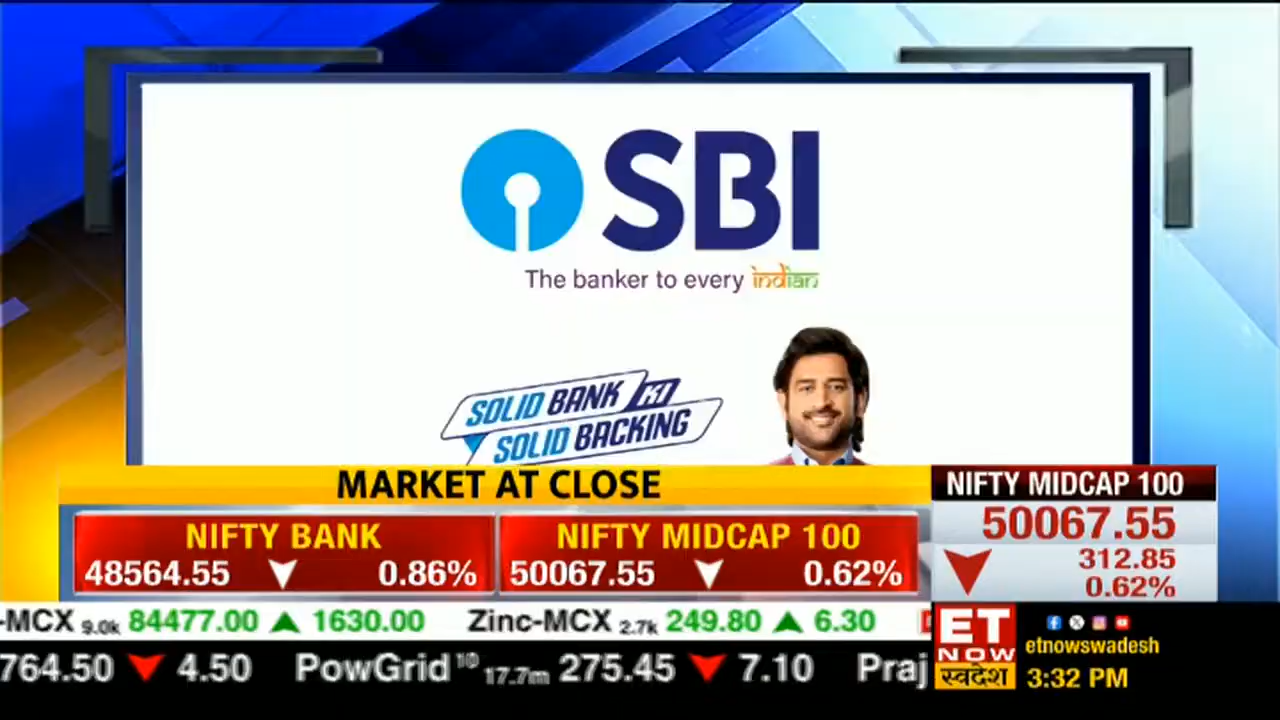 SBI
The banker to every indian
SOLID BANK KI
SOLID BACKING
MARKET AT CLOSE
NIFTY BANK
48564.55 0.86%
NIFTY MIDCAP 100
50067.55 0.62%
NIFTY MIDCAP 100
50067.55
312.85
0.62%
-MCX 9.0k 84477.00 1630.00 Zinc-MCX 2.7k 249.80 6.30
764.50 4.50 PowGrid 10 17.7m 275.45 7.10 Praj
ET
NOW
स्वदेश
etnowswadesh
3:32 PM